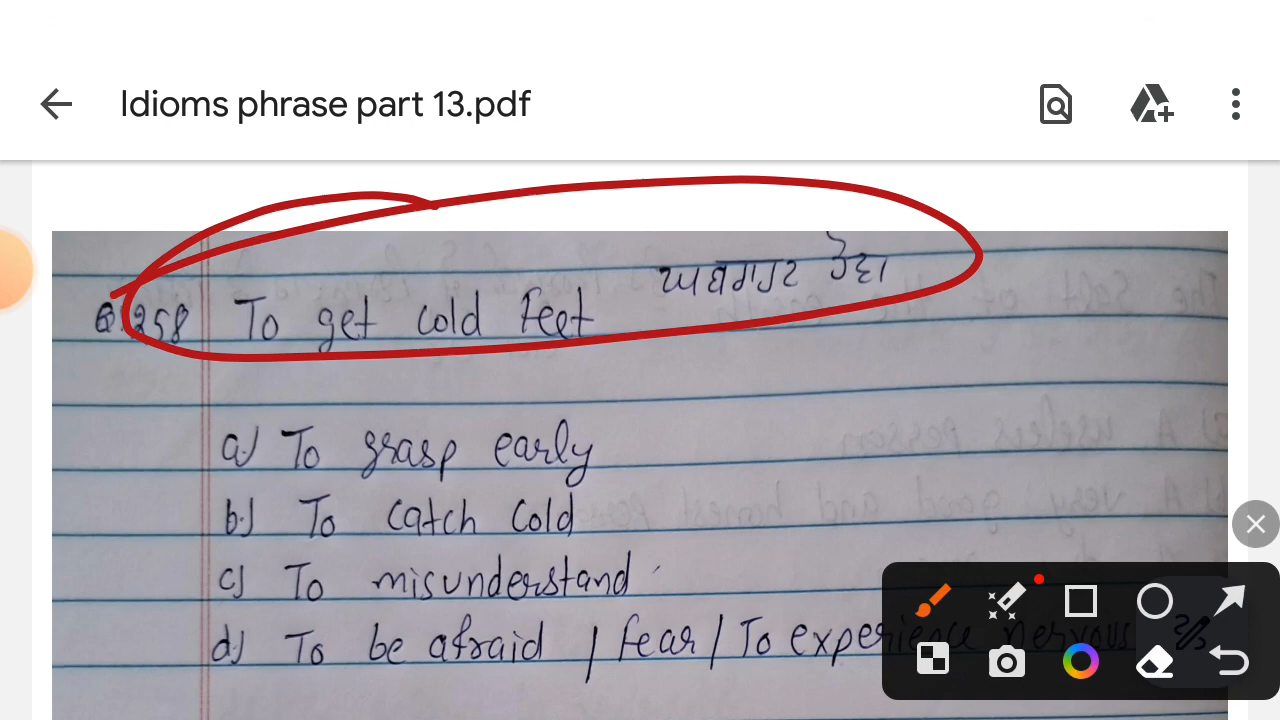 Idioms phrase part 13.pdf
Q.258 To get cold Feet
a) To grasp early
b) To catch cold
c) To misunderstand
d) To be afraid / fear / To experience nervous